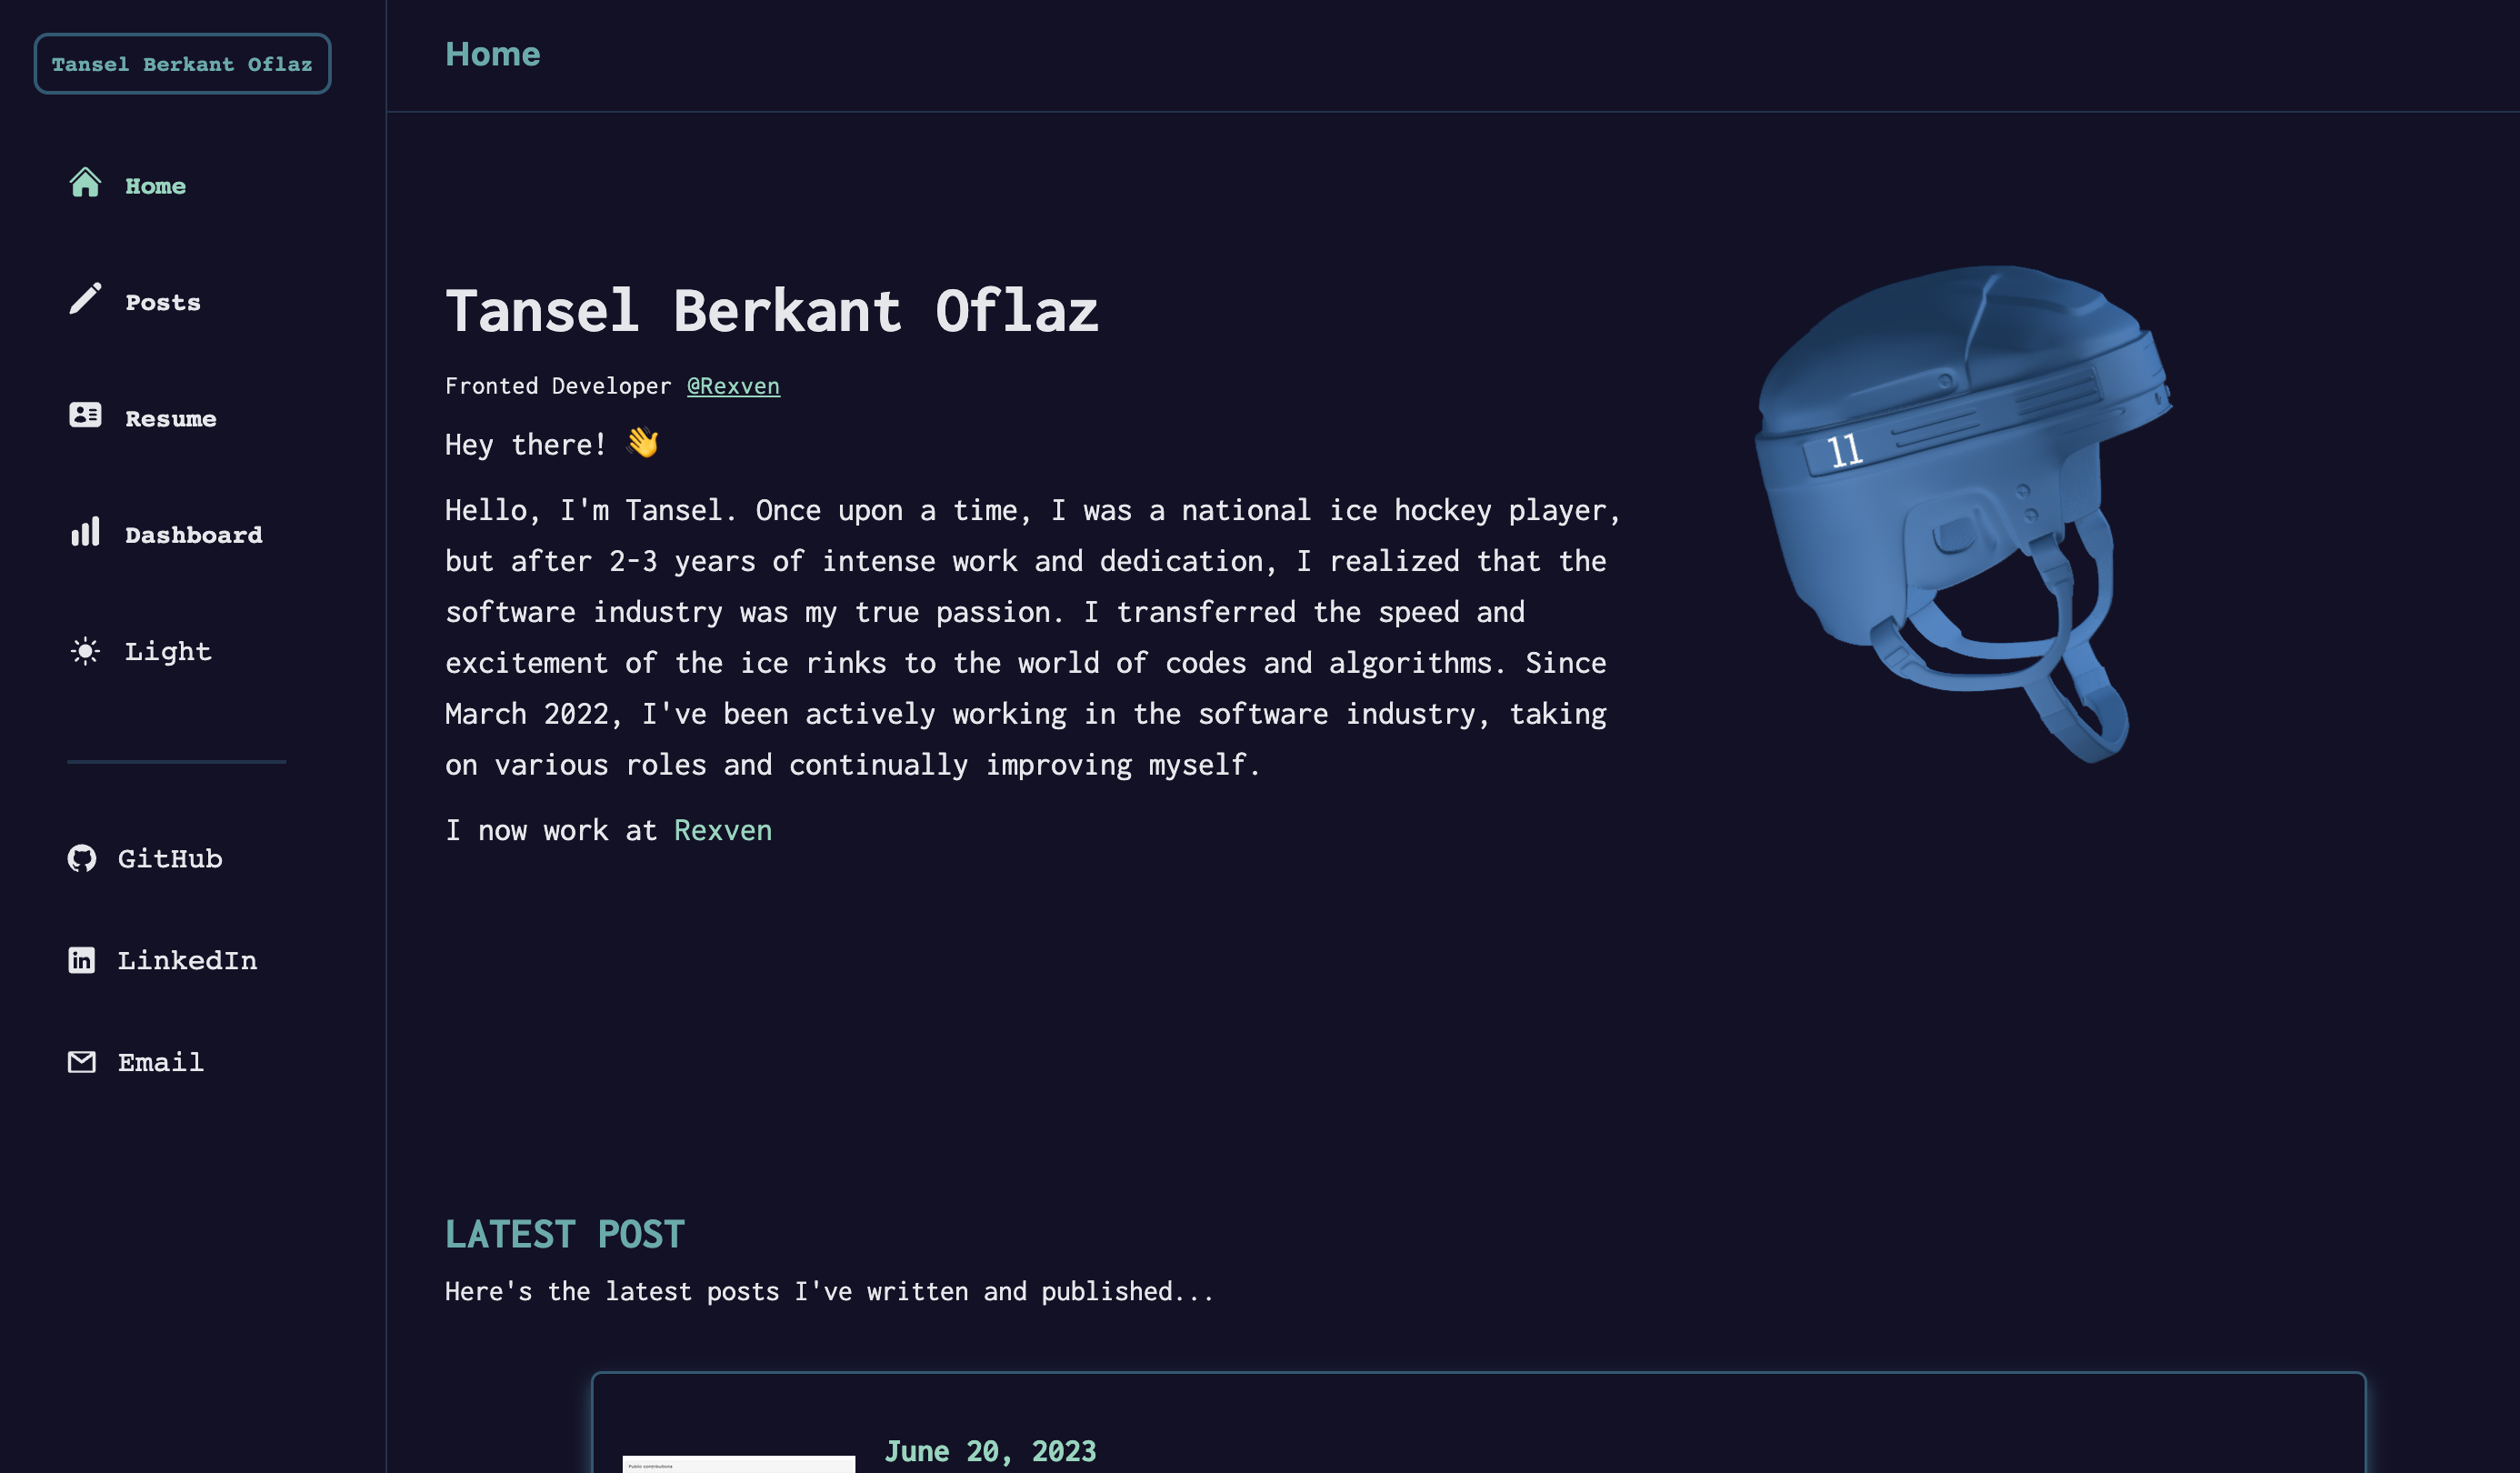 Tansel Berkant Oflaz
Home
Posts
Resume
Dashboard
Light
GitHub
LinkedIn
Email
Home
Tansel Berkant Oflaz
Fronted Developer @Rexven
Hey there! 👋
Hello, I'm Tansel. Once upon a time, I was a national ice hockey player,
but after 2-3 years of intense work and dedication, I realized that the
software industry was my true passion. I transferred the speed and
excitement of the ice rinks to the world of codes and algorithms. Since
March 2022, I've been actively working in the software industry, taking
on various roles and continually improving myself.
I now work at Rexven
11
LATEST POST
Here's the latest posts I've written and published...
June 20, 2023
Public contributions